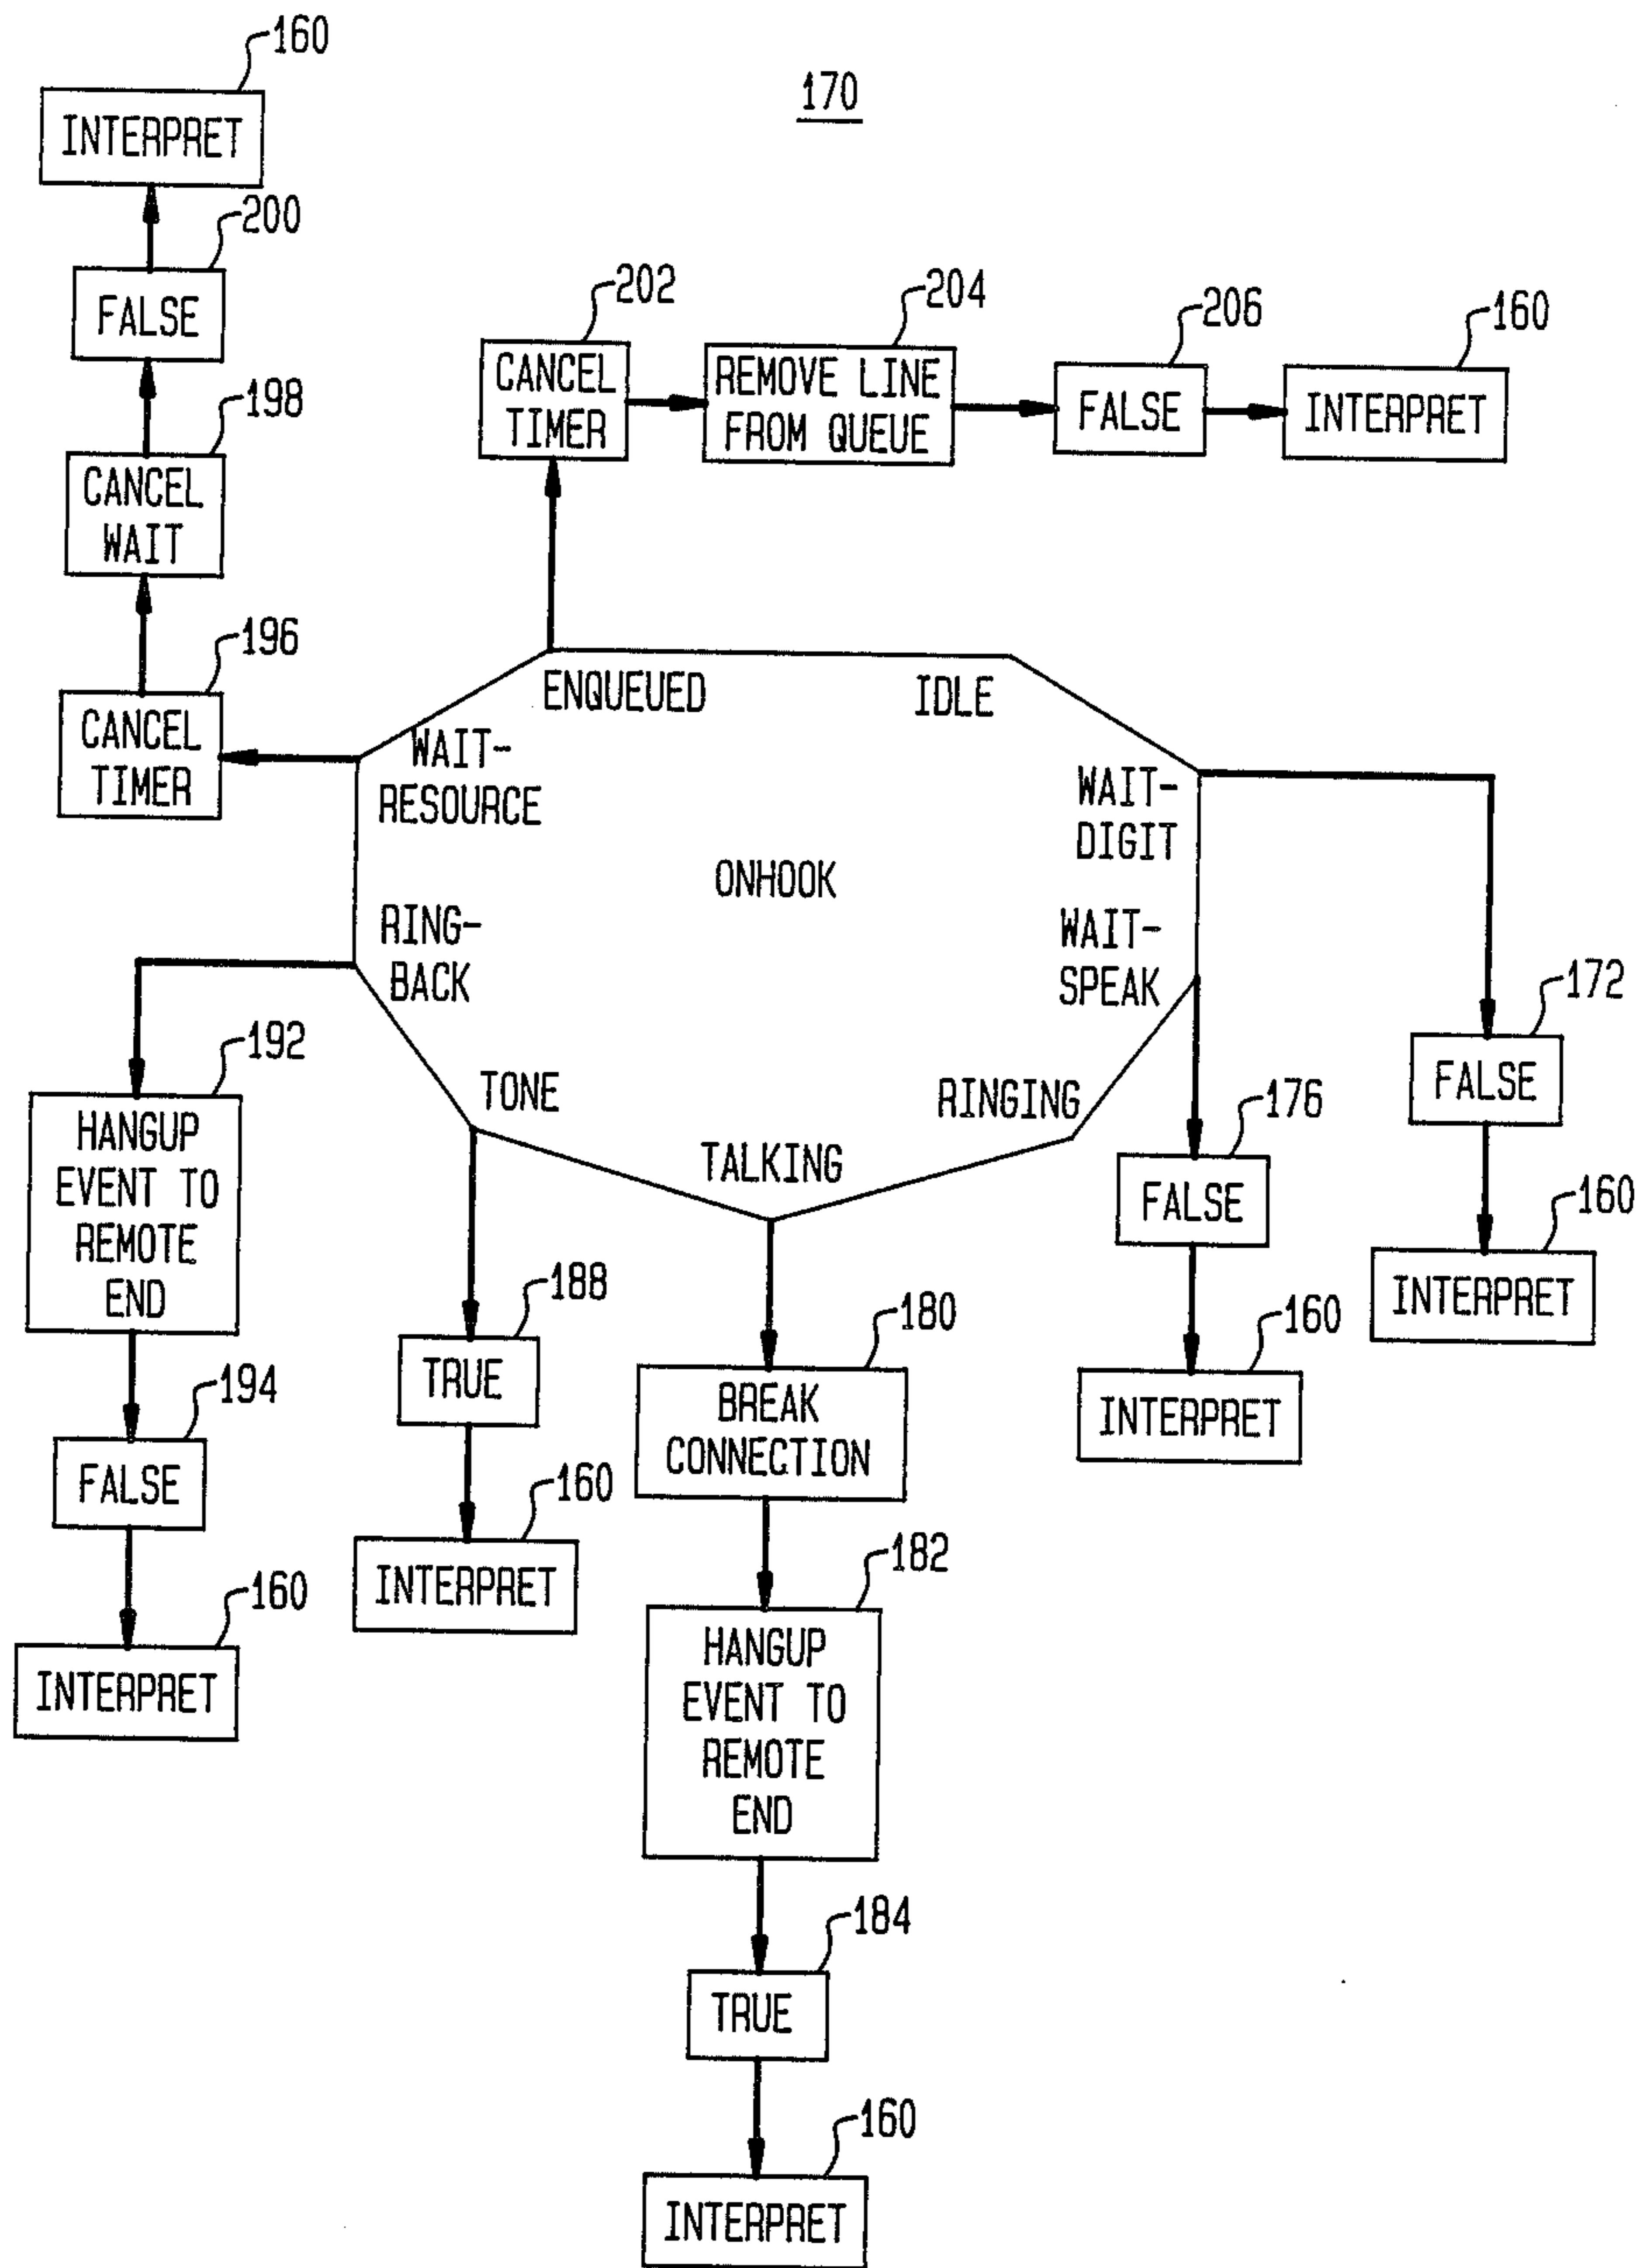 160
170
INTERPRET
200
FALSE
202
204
206
160
CANCEL
TIMER
REMOVE LINE
FROM QUEUE
FALSE
INTERPRET
198
CANCEL
WAIT
196
CANCEL
TIMER
ENQUEUED
IDLE
WAIT-
RESOURCE
WAIT-
DIGIT
ONHOOK
RING-
BACK
WAIT-
SPEAK
TONE
RINGING
TALKING
192
HANGUP
EVENT TO
REMOTE
END
194
FALSE
160
INTERPRET
188
TRUE
160
INTERPRET
180
BREAK
CONNECTION
182
HANGUP
EVENT TO
REMOTE
END
184
TRUE
160
INTERPRET
176
FALSE
160
INTERPRET
172
FALSE
160
INTERPRET